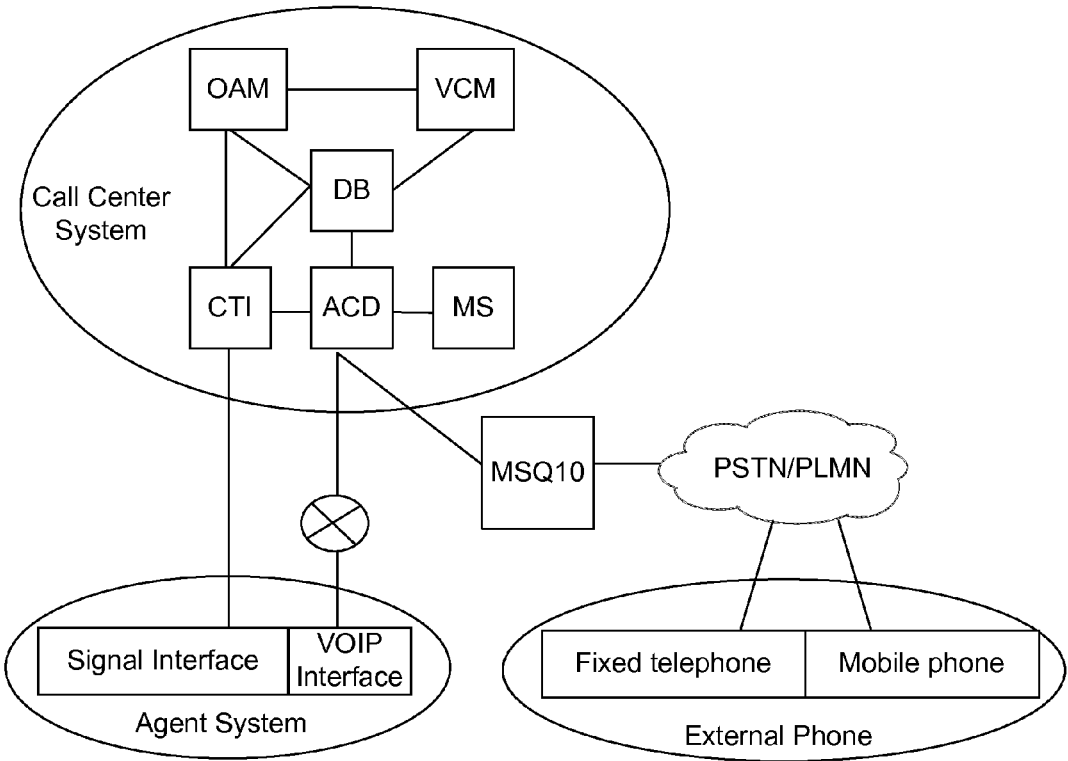 OAM
VCM
DB
Call Center
System
CTI
ACD
MS
MSQ10
PSTN/PLMN
Signal Interface
VOIP
Interface
Agent System
Fixed telephone
Mobile phone
External Phone